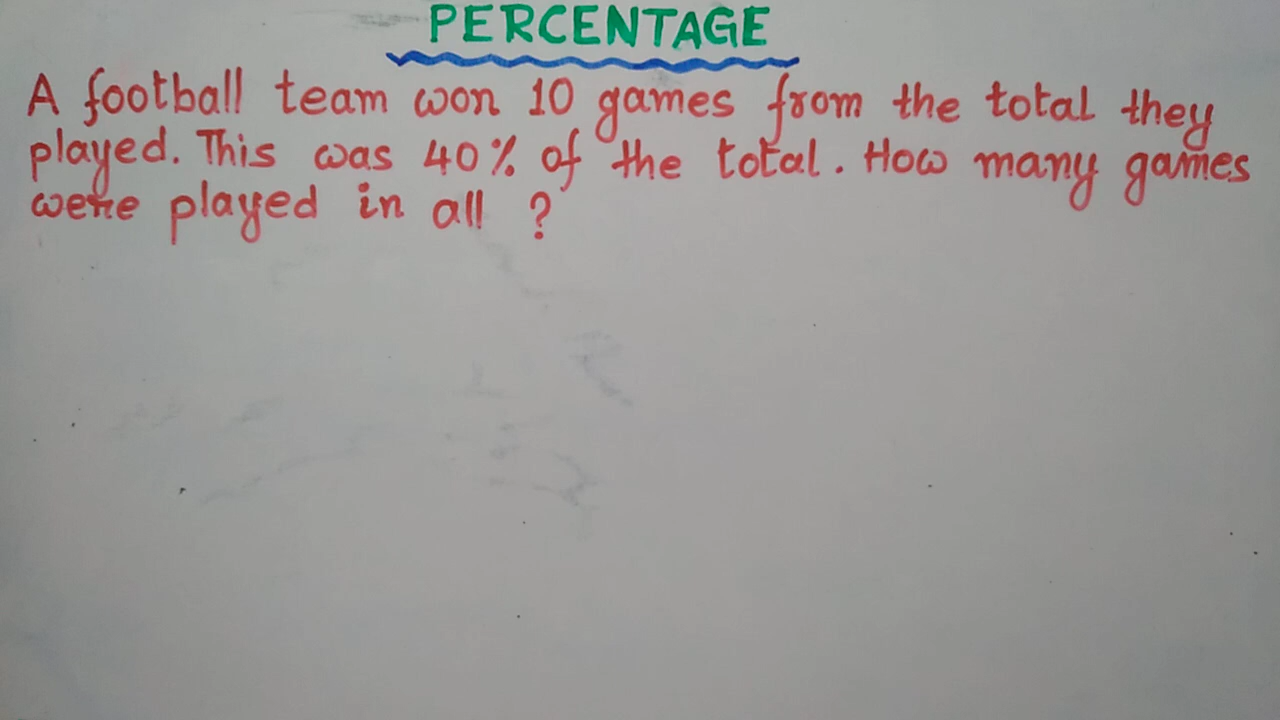 PERCENTAGE
A football team won 10 games from the total they
played. This was 40% of the total. How many games
were played in all ?